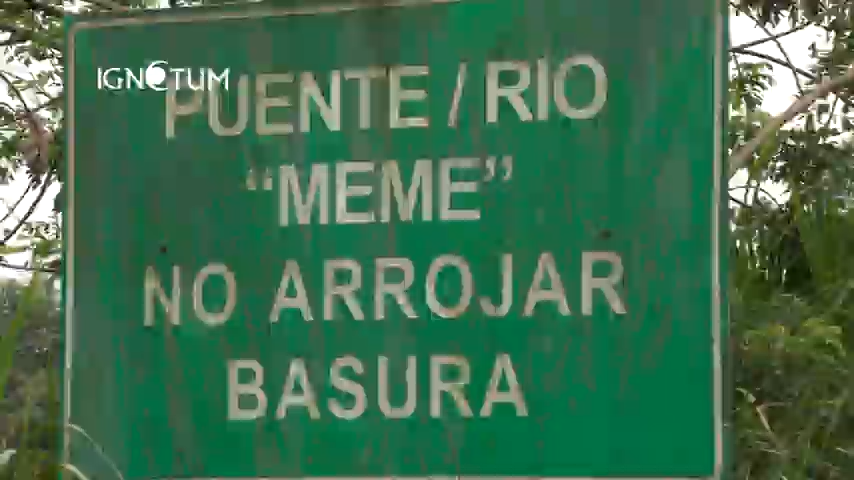 IGNOTUM
PUENTE/RIO
“MEME”
NO ARROJAR
BASURA